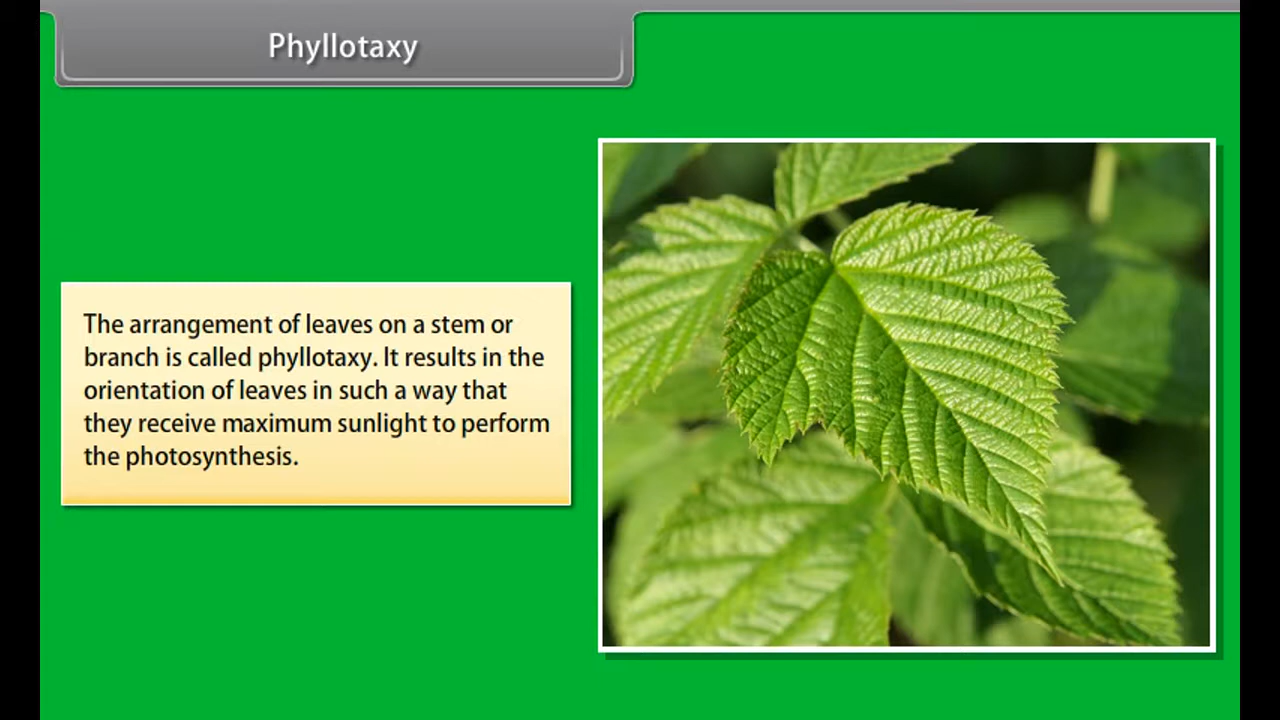 Phyllotaxy
The arrangement of leaves on a stem or
branch is called phyllotaxy. It results in the
orientation of leaves in such a way that
they receive maximum sunlight to perform
the photosynthesis.